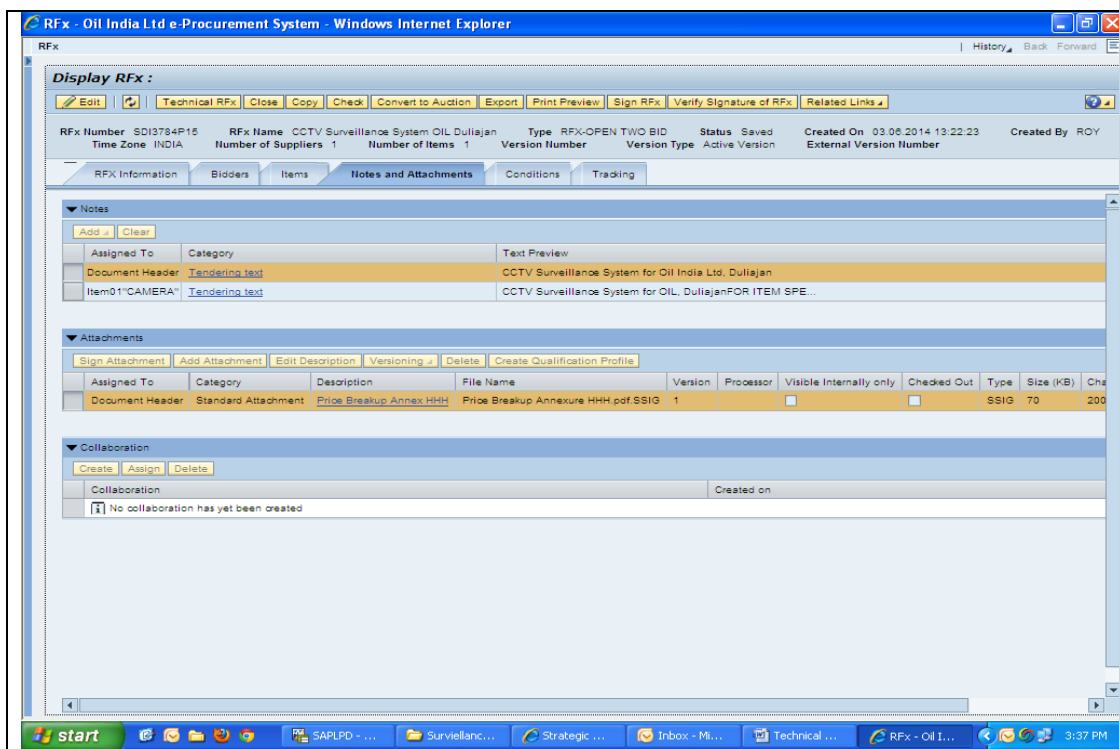 RFx - Oil India Ltd e-Procurement System - Windows Internet Explorer
RFx | History Back Forward
Display RFx :
Edit | Technical RFx Close Copy Check Convert to Auction Export Print Preview Sign RFx Verify Signature of RFx Related Links
RFx Number SDI3784P15 RFx Name CCTV Surveillance System OIL Duliajan Type RFX-OPEN TWO BID Status Saved Created On 03.06.2014 13:22:23 Created By ROY
Time Zone INDIA Number of Suppliers 1 Number of Items 1 Version Number Version Type Active Version External Version Number
RFX Information Bidders Items Notes and Attachments Conditions Tracking
Notes
Add Clear
Assigned To Category Text Preview
Document Header Tendering text CCTV Surveillance System for Oil India Ltd, Duliajan
Item01"CAMERA" Tendering text CCTV Surveillance System for OIL, DuliajanFOR ITEM SPE...
Attachments
Sign Attachment Add Attachment Edit Description Versioning Delete Create Qualification Profile
Assigned To Category Description File Name Version Processor Visible Internally only Checked Out Type Size (KB) Cha
Document Header Standard Attachment Price Breakup Annex HHH Price Breakup Annexure HHH.pdf.SSIG 1 SSIG 70 200
Collaboration
Create Assign Delete
Collaboration Created on
No collaboration has yet been created
start SAPLPD - ... Surviellanc... Strategic ... Inbox - Mi... Technical ... RFx - Oil I... 3:37 PM